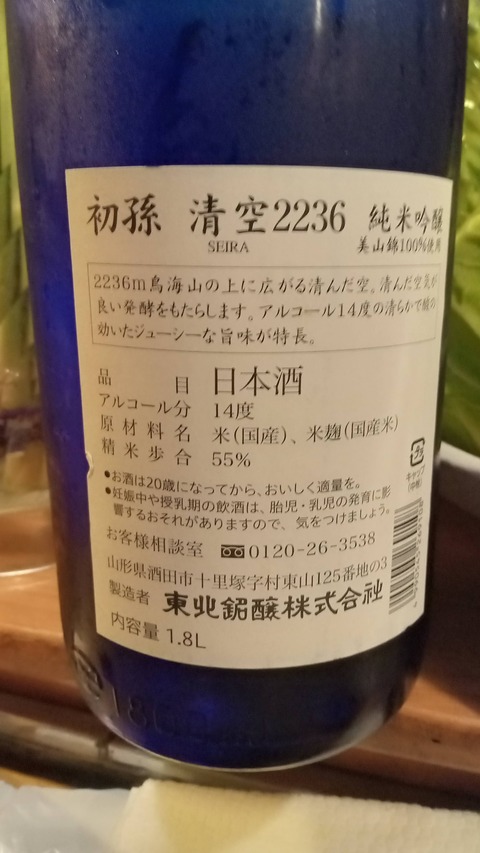 初孫 清空2236 純米吟醸
SEIRA 美山錦100%使用
2236m鳥海山の上に広がる清んだ空。清んだ空気が
良い発酵をもたらします。アルコール14度の清らかで酸の
効いたジューシーな旨味が特長。
品目 日本酒
アルコール分 14度
原材料名 米(国産)、米麹(国産米)
精米歩合 55%
●お酒は20歳になってから、おいしく適量を。
●妊娠中や授乳期の飲酒は、胎児・乳児の発育に影
響するおそれがありますので、気をつけましょう。
キャップ
(中栓)
お客様相談室 0120-26-3538
山形県酒田市十里塚字村東山125番地の3
製造者 東北銘醸株式会社
内容量 1.8L